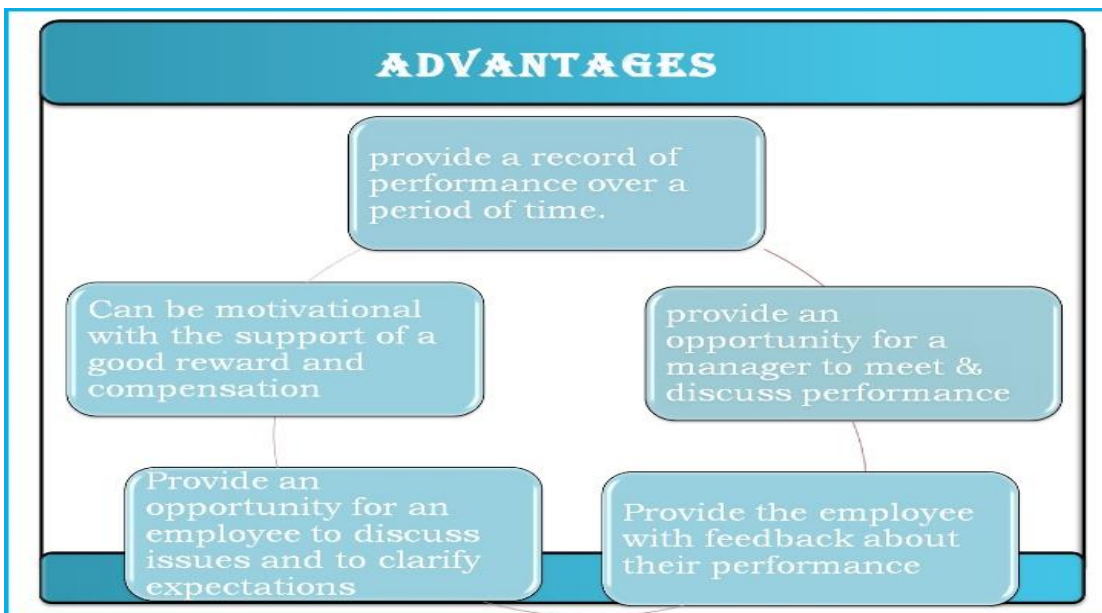 ADVANTAGES
provide a record of
performance over a
period of time.
provide an
opportunity for a
manager to meet &
discuss performance
Provide the employee
with feedback about
their performance
Provide an
opportunity for an
employee to discuss
issues and to clarify
expectations
Can be motivational
with the support of a
good reward and
compensation